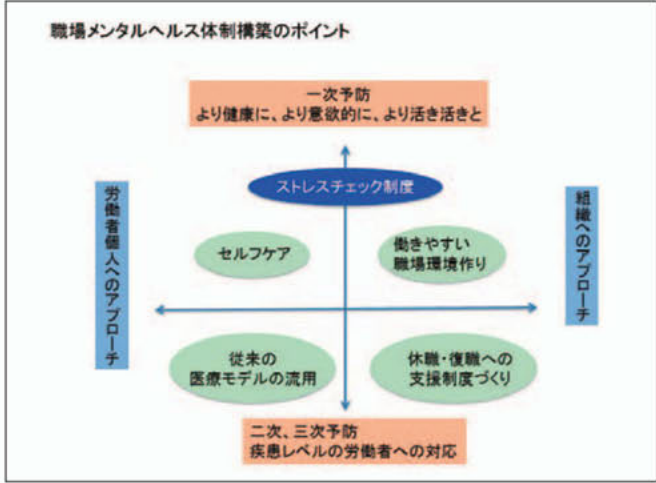 職場メンタルヘルス体制構築のポイント
一次予防
より健康に、より意欲的に、より活き活きと
ストレスチェック制度
労働者個人へのアプローチ
組織へのアプローチ
セルフケア
働きやすい
職場環境作り
従来の
医療モデルの流用
休職・復職への
支援制度づくり
二次、三次予防
疾患レベルの労働者への対応